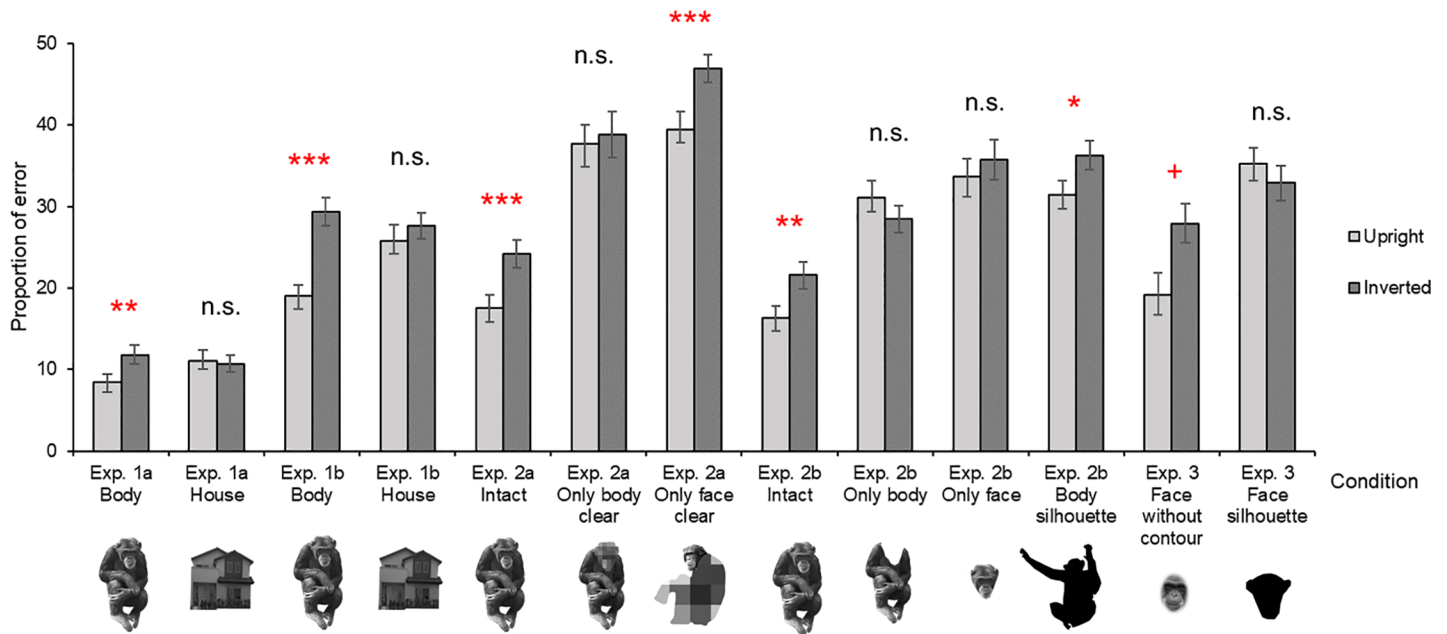 ***
50
n.s.
n.s.
40
n.s.
*
n.s.
***
n.s.
+
***
30
**
20
**
n.s.
10
0
Proportion of error
Upright
Inverted
Exp. 1a
Body
Exp. 1a
House
Exp. 1b
Body
Exp. 1b
House
Exp. 2a
Intact
Exp. 2a
Only body
clear
Exp. 2a
Only face
clear
Exp. 2b
Intact
Exp. 2b
Only body
Exp. 2b
Only face
Exp. 2b
Body
silhouette
Exp. 3
Face
without
contour
Exp. 3
Face
silhouette
Condition